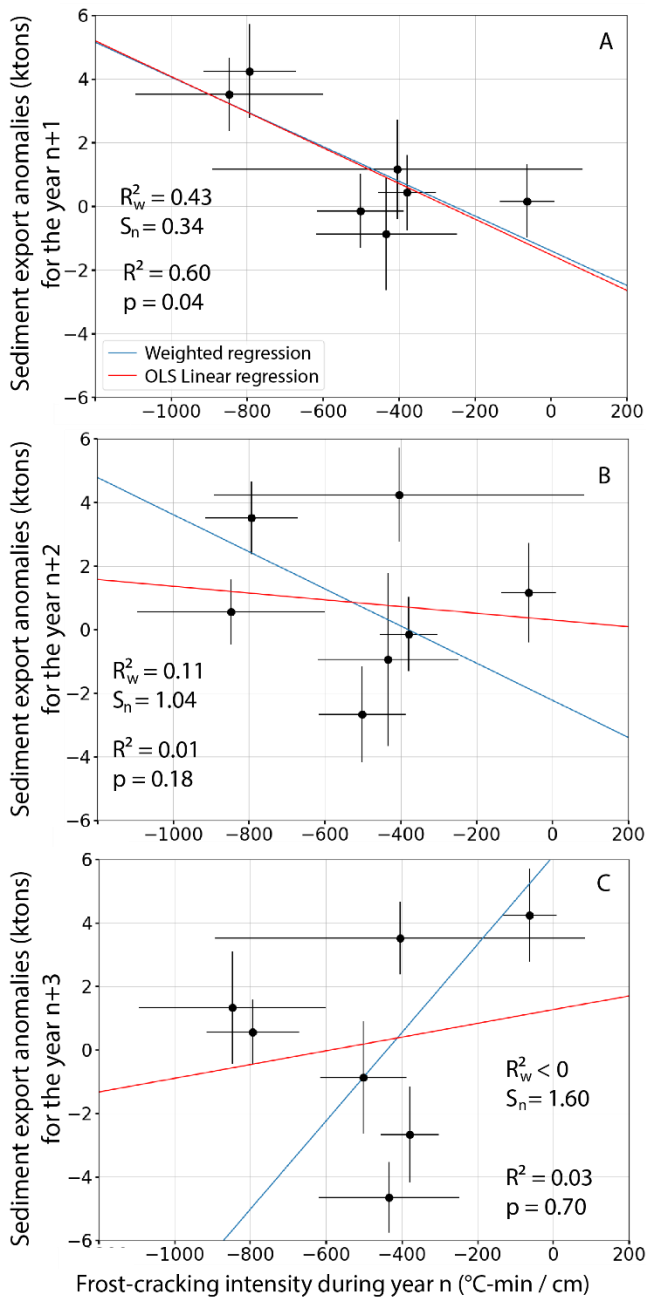 A
Sediment export anomalies (ktons)
for the year n+1
6
4
2
0
−2
−4
−6
R²w = 0.43
Sn = 0.34
R² = 0.60
p = 0.04
Weighted regression
OLS Linear regression
−1000 −800 −600 −400 −200 0 200
B
Sediment export anomalies (ktons)
for the year n+2
6
4
2
0
−2
−4
−6
R²w = 0.11
Sn = 1.04
R² = 0.01
p = 0.18
−1000 −800 −600 −400 −200 0 200
C
Sediment export anomalies (ktons)
for the year n+3
6
4
2
0
−2
−4
−6
R²w < 0
Sn = 1.60
R² = 0.03
p = 0.70
−1000 −800 −600 −400 −200 0 200
Frost-cracking intensity during year n (°C-min / cm)